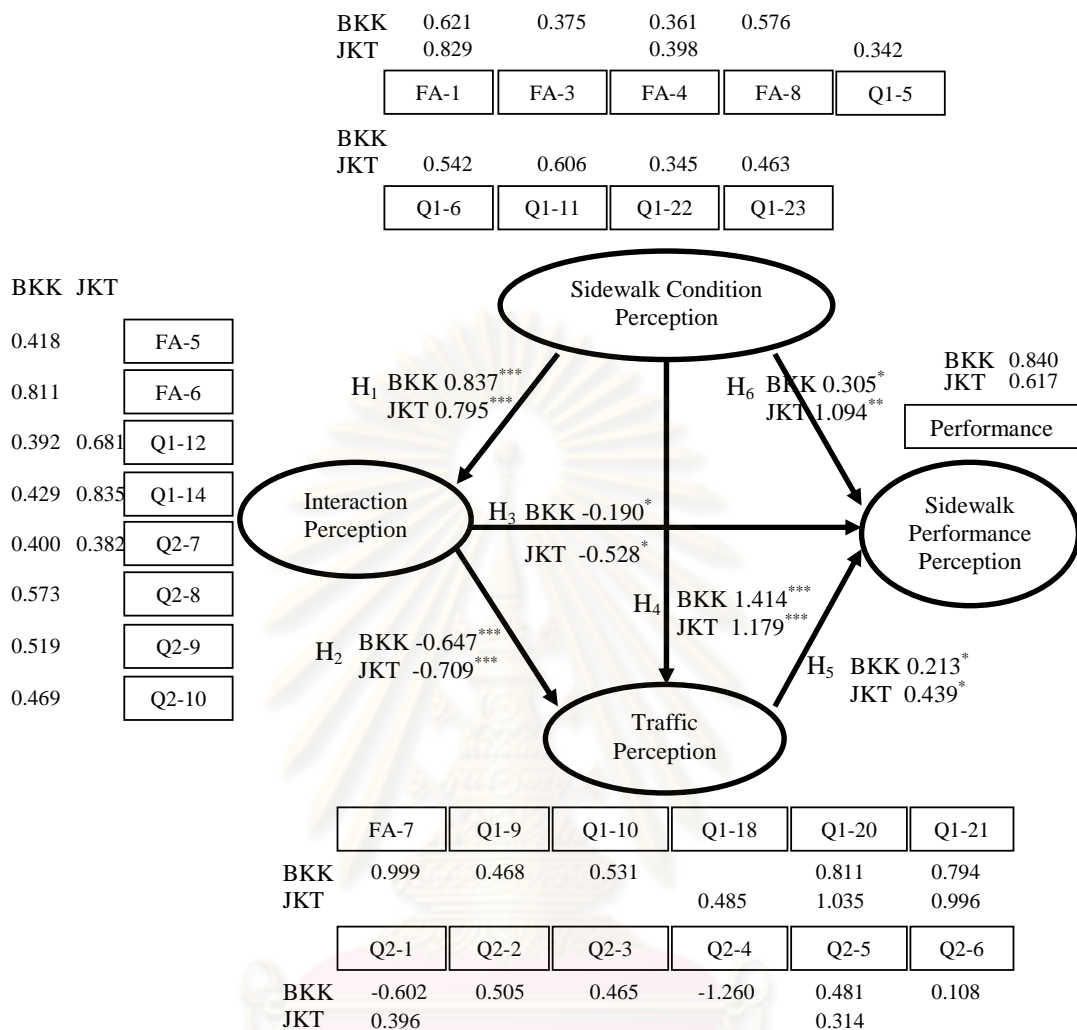 BKK 0.621 0.375 0.361 0.576
JKT 0.829 0.398 0.342
FA-1 FA-3 FA-4 FA-8 Q1-5
BKK
JKT 0.542 0.606 0.345 0.463
Q1-6 Q1-11 Q1-22 Q1-23
BKK JKT
0.418 FA-5
0.811 FA-6
0.392 0.681 Q1-12
0.429 0.835 Q1-14
0.400 0.382 Q2-7
0.573 Q2-8
0.519 Q2-9
0.469 Q2-10
Sidewalk Condition
Perception
H1 BKK 0.837***
JKT 0.795***
H6 BKK 0.305*
JKT 1.094**
BKK 0.840
JKT 0.617
Performance
Interaction
Perception
H3 BKK -0.190*
JKT -0.528*
Sidewalk
Performance
Perception
H4 BKK 1.414***
JKT 1.179***
H2 BKK -0.647***
JKT -0.709***
H5 BKK 0.213*
JKT 0.439*
Traffic
Perception
FA-7 Q1-9 Q1-10 Q1-18 Q1-20 Q1-21
BKK 0.999 0.468 0.531 0.811 0.794
JKT 0.485 1.035 0.996
Q2-1 Q2-2 Q2-3 Q2-4 Q2-5 Q2-6
BKK -0.602 0.505 0.465 -1.260 0.481 0.108
JKT 0.396 0.314